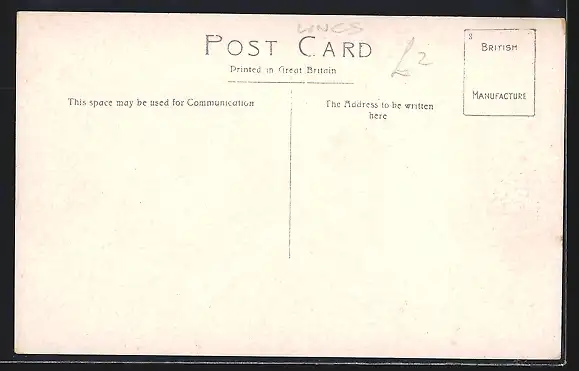 LINCS
POST CARD
£2
Printed in Great Britain
3
BRITISH
MANUFACTURE
This space may be used for Communication
The Address to be written
here